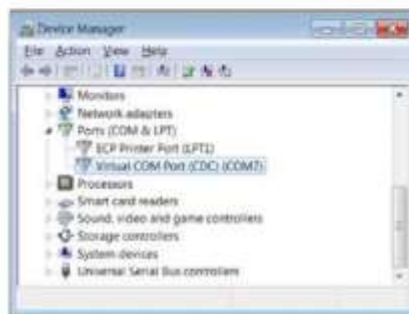 Device Manager
File Action View Help
Monitors
Network adapters
Ports (COM & LPT)
ECP Printer Port (LPT1)
Virtual COM Port (CDC) (COM7)
Processors
Smart card readers
Sound, video and game controllers
Storage controllers
System devices
Universal Serial Bus controllers